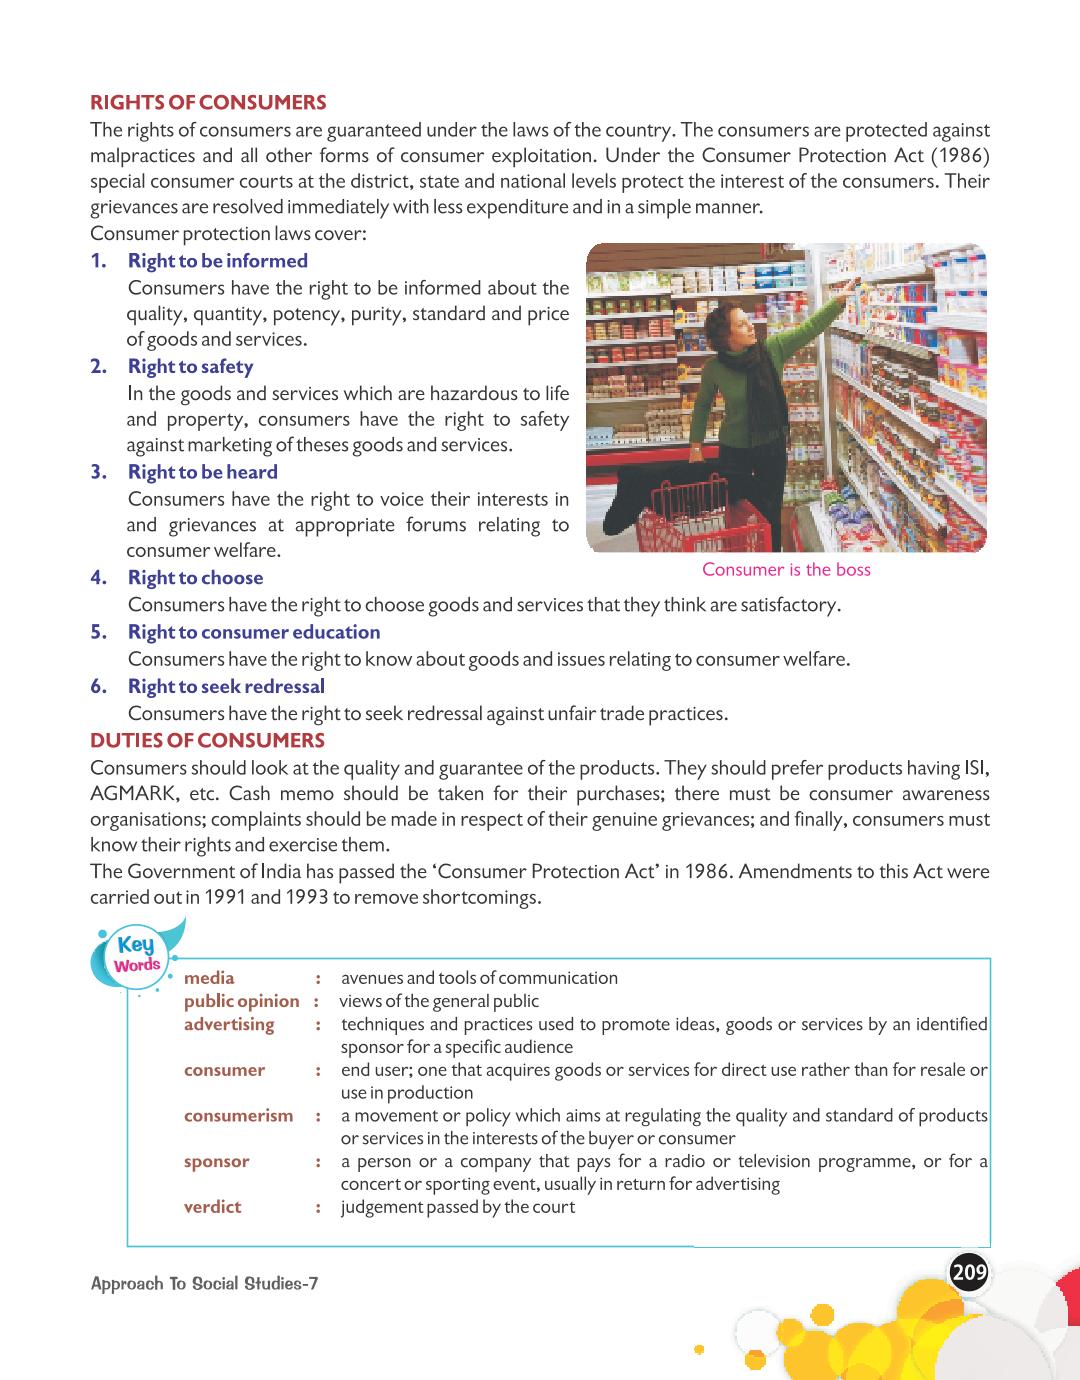 RIGHTS OF CONSUMERS
The rights of consumers are guaranteed under the laws of the country. The consumers are protected against
malpractices and all other forms of consumer exploitation. Under the Consumer Protection Act (1986)
special consumer courts at the district, state and national levels protect the interest of the consumers. Their
grievances are resolved immediately with less expenditure and in a simple manner.
Consumer protection laws cover:
1. Right to be informed
Consumers have the right to be informed about the
quality, quantity, potency, purity, standard and price
of goods and services.
2. Right to safety
In the goods and services which are hazardous to life
and property, consumers have the right to safety
against marketing of theses goods and services.
3. Right to be heard
Consumers have the right to voice their interests in
and grievances at appropriate forums relating to
consumer welfare.
Consumer is the boss
4. Right to choose
Consumers have the right to choose goods and services that they think are satisfactory.
5. Right to consumer education
Consumers have the right to know about goods and issues relating to consumer welfare.
6. Right to seek redressal
Consumers have the right to seek redressal against unfair trade practices.
DUTIES OF CONSUMERS
Consumers should look at the quality and guarantee of the products. They should prefer products having ISI,
AGMARK, etc. Cash memo should be taken for their purchases; there must be consumer awareness
organisations; complaints should be made in respect of their genuine grievances; and finally, consumers must
know their rights and exercise them.
The Government of India has passed the ‘Consumer Protection Act’ in 1986. Amendments to this Act were
carried out in 1991 and 1993 to remove shortcomings.
Key
Words
media : avenues and tools of communication
public opinion : views of the general public
advertising : techniques and practices used to promote ideas, goods or services by an identified
sponsor for a specific audience
consumer : end user; one that acquires goods or services for direct use rather than for resale or
use in production
consumerism : a movement or policy which aims at regulating the quality and standard of products
or services in the interests of the buyer or consumer
sponsor : a person or a company that pays for a radio or television programme, or for a
concert or sporting event, usually in return for advertising
verdict : judgement passed by the court
Approach To Social Studies-7
209